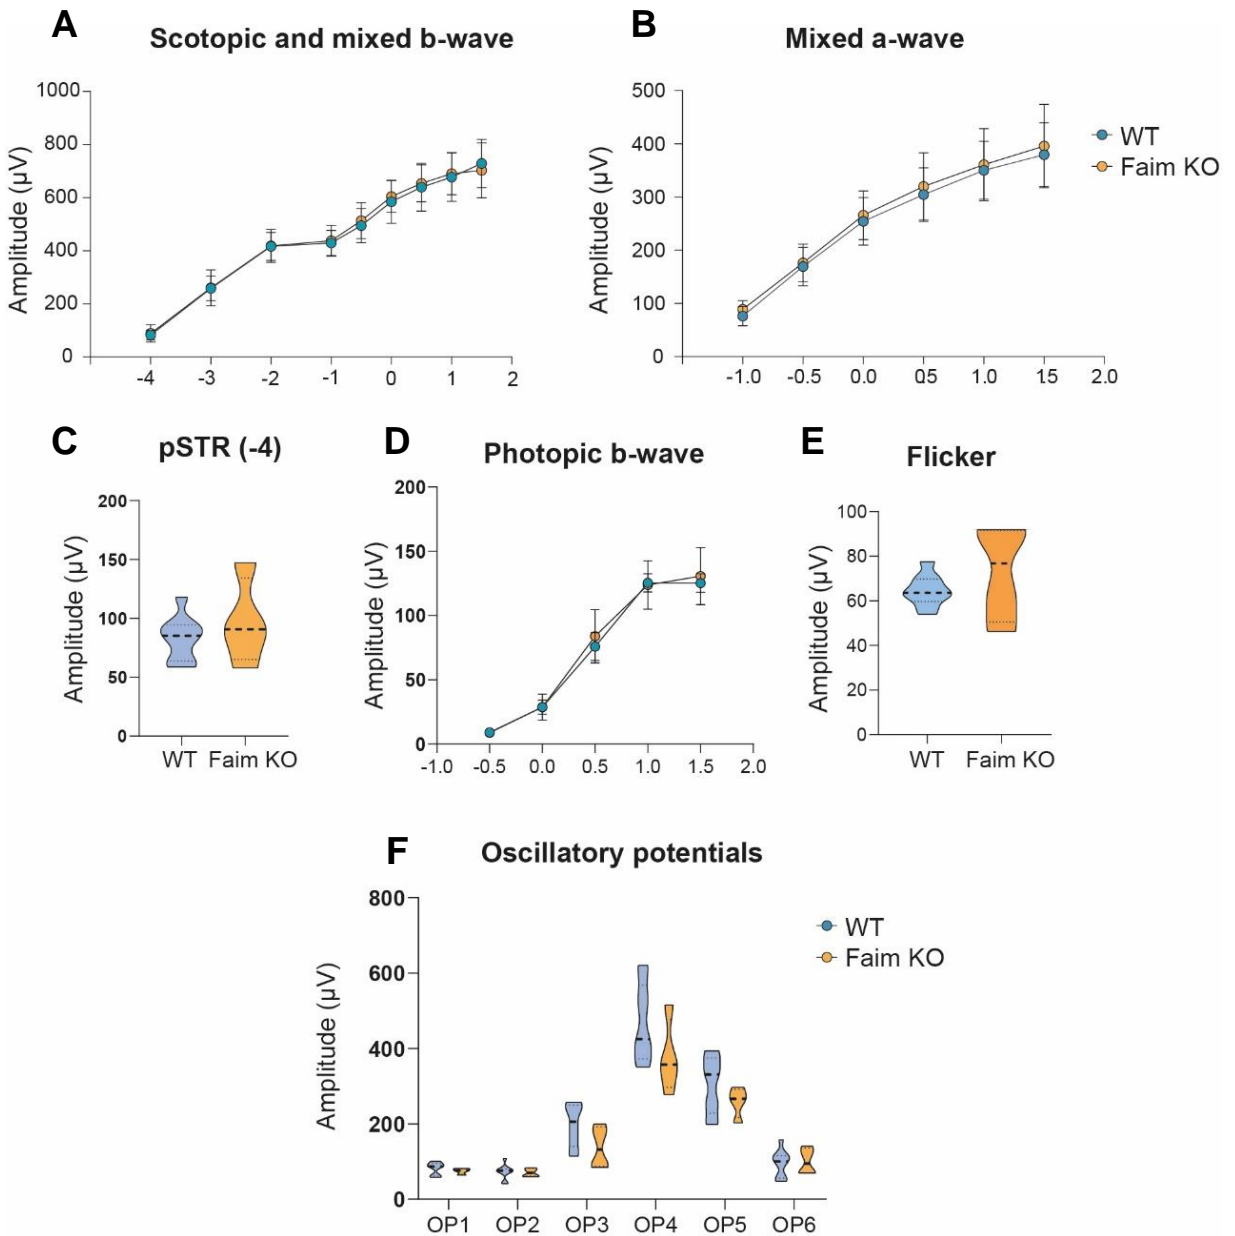 A
Scotopic and mixed b-wave
Amplitude (µV)
1000
800
600
400
200
0
-4 -3 -2 -1 0 1 2
B
Mixed a-wave
Amplitude (µV)
500
400
300
200
100
0
-1.0 -0.5 0.0 0.5 1.0 1.5 2.0
WT
Faim KO
C
pSTR (-4)
Amplitude (µV)
200
150
100
50
0
WT Faim KO
D
Photopic b-wave
Amplitude (µV)
200
150
100
50
0
-1.0 -0.5 0.0 0.5 1.0 1.5 2.0
E
Flicker
Amplitude (µV)
100
80
60
40
20
0
WT Faim KO
F
Oscillatory potentials
Amplitude (µV)
800
600
400
200
0
OP1 OP2 OP3 OP4 OP5 OP6
WT
Faim KO